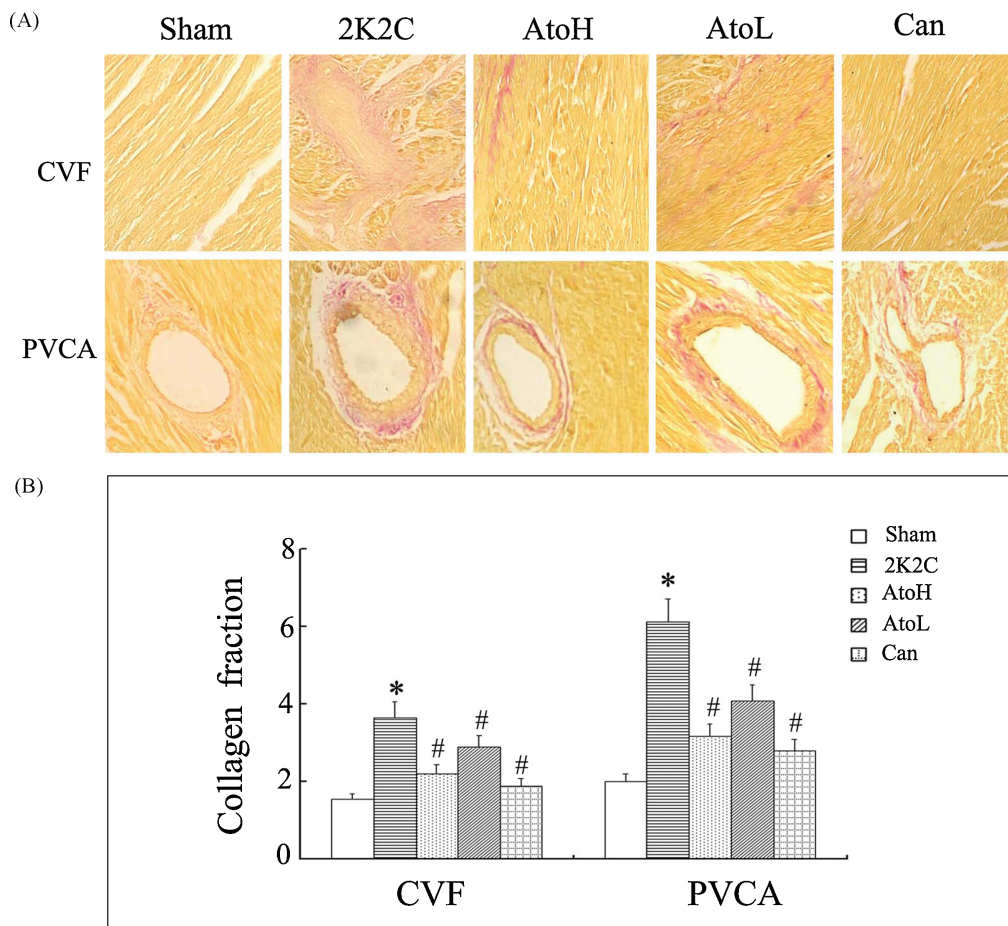 (A)
Sham 2K2C AtoH AtoL Can
CVF
PVCA
(B)
Collagen fraction
8
6
4
2
0
* # # #
* # # #
CVF PVCA
Sham
2K2C
AtoH
AtoL
Can